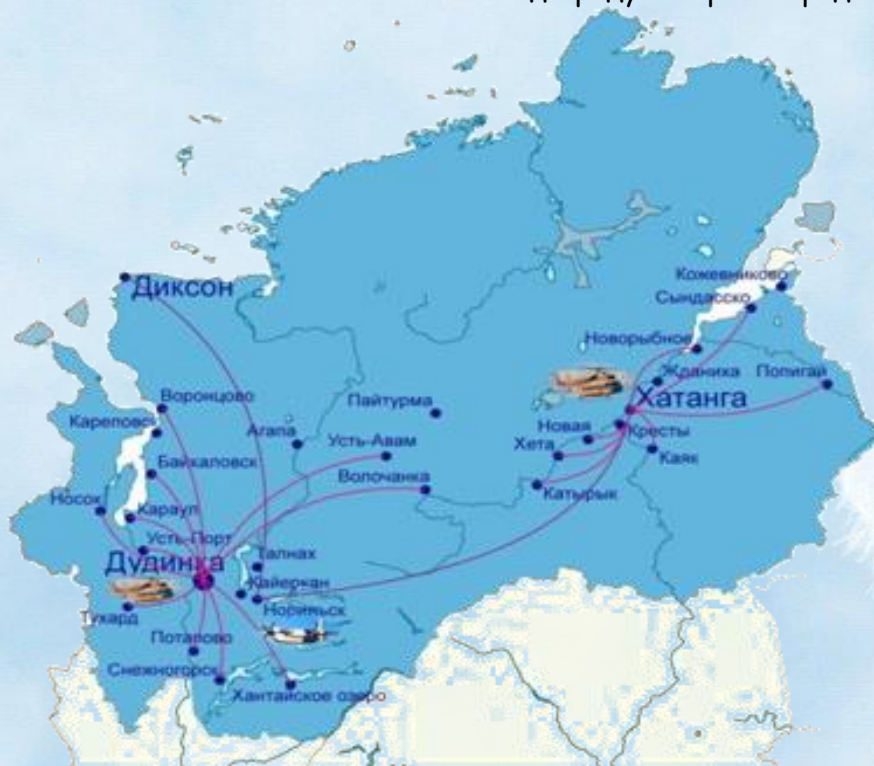 Кожевниково
Сындасско
Диксон
Новорыбное
Жданиха
Попигай
Хатанга
Воронцово
Пайтурма
Кареповск
Агапа
Усть-Авам
Новая
Кресты
Хета
Байкаловск
Волочанка
Каяк
Носок
Катырык
Караул
Усть-Порт
Дудинка
Талнах
Кайеркан
Норильск
Тухард
Потапово
Снежногорск
Хантайское озеро